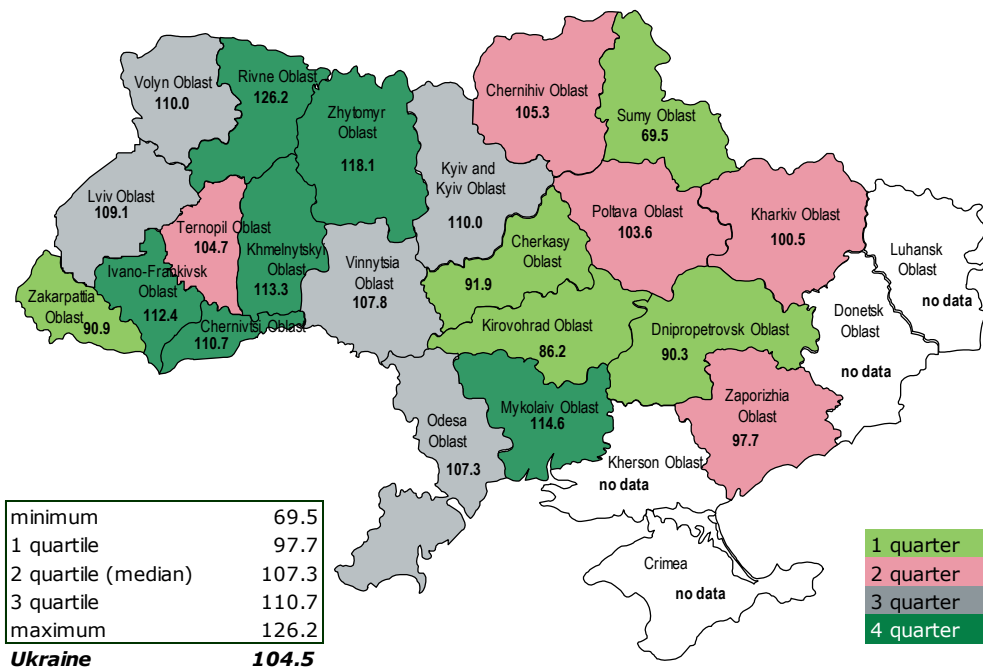 Volyn Oblast
110.0
Rivne Oblast
126.2
Zhytomyr
Oblast
118.1
Chernihiv Oblast
105.3
Sumy Oblast
69.5
Kyiv and
Kyiv Oblast
110.0
Lviv Oblast
109.1
Ternopil Oblast
104.7
Khmelnytskyi
Oblast
113.3
Vinnytsia
Oblast
107.8
Cherkasy
Oblast
91.9
Poltava Oblast
103.6
Kharkiv Oblast
100.5
Luhansk
Oblast
no data
Zakarpattia
Oblast
90.9
Ivano-Frankivsk
Oblast
112.4
Chernivtsi Oblast
110.7
Kirovohrad Oblast
86.2
Dnipropetrovsk Oblast
90.3
Donetsk
Oblast
no data
Odesa
Oblast
107.3
Mykolaiv Oblast
114.6
Zaporizhia
Oblast
97.7
Kherson Oblast
no data
Crimea
no data
minimum 69.5
1 quartile 97.7
2 quartile (median) 107.3
3 quartile 110.7
maximum 126.2
Ukraine 104.5
1 quarter
2 quarter
3 quarter
4 quarter